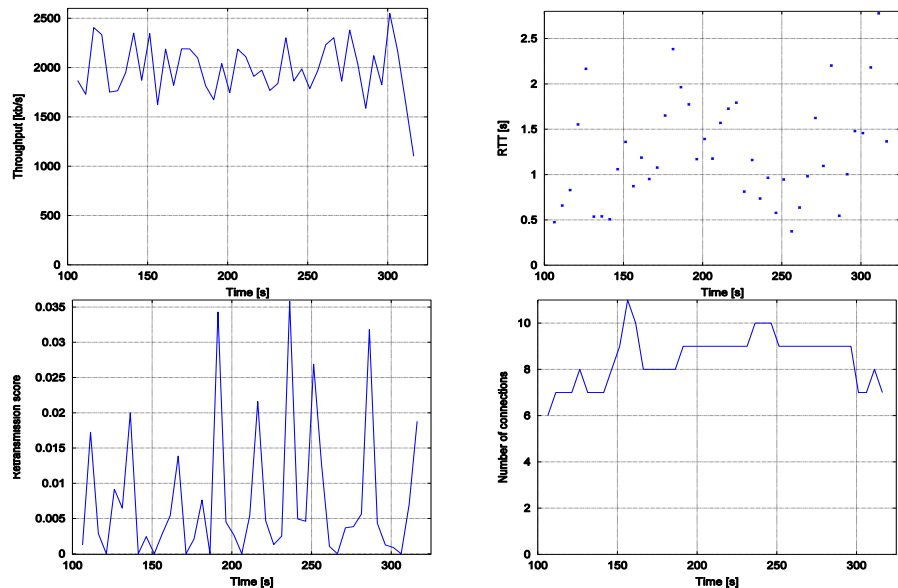 Throughput [kb/s]
2500
2000
1500
1000
500
0
100 150 200 250 300
Time [s]
RTT [s]
2.5
2
1.5
1
0.5
0
100 150 200 250 300
Time [s]
Retransmission score
0.035
0.03
0.025
0.02
0.015
0.01
0.005
0
100 150 200 250 300
Time [s]
Number of connections
10
8
6
4
2
0
100 150 200 250 300
Time [s]